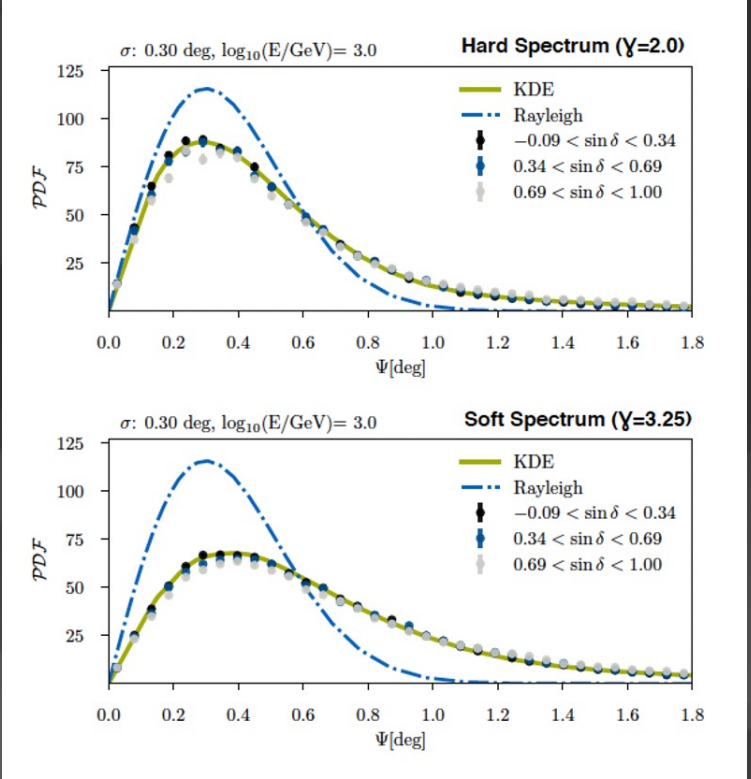 σ: 0.30 deg, log₁₀(E/GeV)= 3.0
Hard Spectrum (Ɣ=2.0)
125
100
75
50
25
PDF
KDE
Rayleigh
−0.09 < sin δ < 0.34
0.34 < sin δ < 0.69
0.69 < sin δ < 1.00
0.0 0.2 0.4 0.6 0.8 1.0 1.2 1.4 1.6 1.8
Ψ[deg]
σ: 0.30 deg, log₁₀(E/GeV)= 3.0
Soft Spectrum (Ɣ=3.25)
125
100
75
50
25
PDF
KDE
Rayleigh
−0.09 < sin δ < 0.34
0.34 < sin δ < 0.69
0.69 < sin δ < 1.00
0.0 0.2 0.4 0.6 0.8 1.0 1.2 1.4 1.6 1.8
Ψ[deg]